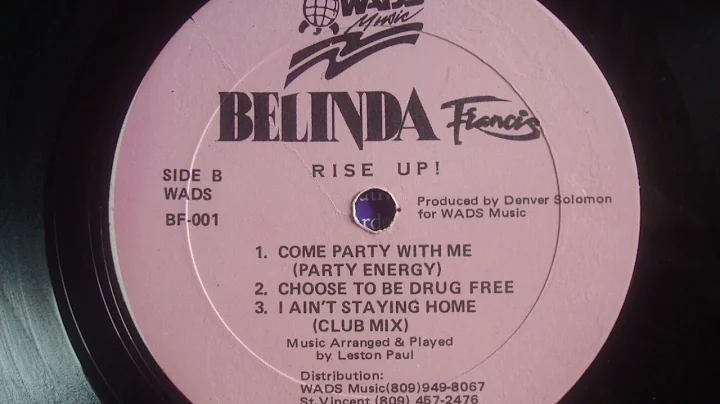 WADS
Music
BELINDA Francis
RISE UP!
SIDE B
WADS
BF-001
Produced by Denver Solomon
for WADS Music
1. COME PARTY WITH ME
(PARTY ENERGY)
2. CHOOSE TO BE DRUG FREE
3. I AIN'T STAYING HOME
(CLUB MIX)
Music Arranged & Played
by Leston Paul
Distribution:
WADS Music(809)949-8067
St Vincent (809) 457-2476